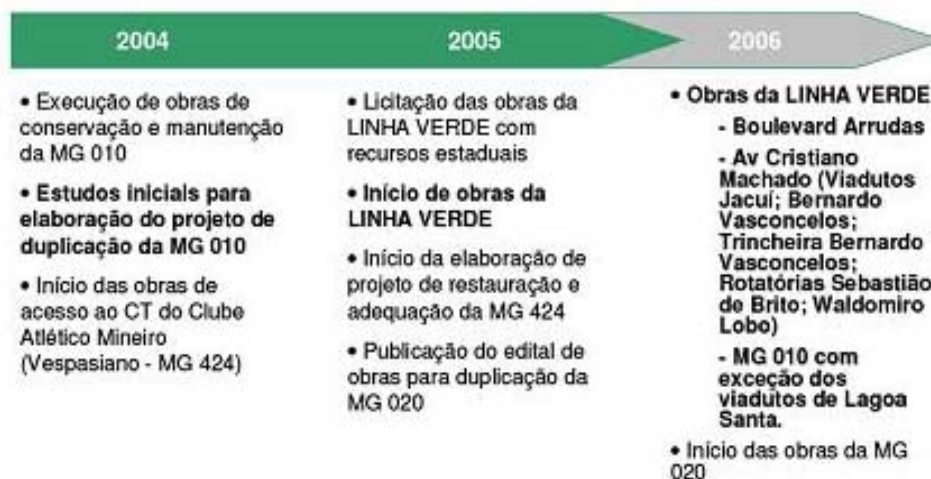 2004
2005
2006
• Execução de obras de
conservação e manutenção
da MG 010
• Estudos iniciais para
elaboração do projeto de
duplicação da MG 010
• Início das obras de
acesso ao CT do Clube
Atlético Mineiro
(Vespasiano - MG 424)
• Licitação das obras da
LINHA VERDE com
recursos estaduais
• Início de obras da
LINHA VERDE
• Início da elaboração de
projeto de restauração e
adequação da MG 424
• Publicação do edital de
obras para duplicação da
MG 020
• Obras da LINHA VERDE
- Boulevard Arrudas
- Av Cristiano
Machado (Viadutos
Jacuí; Bernardo
Vasconcelos;
Trincheira Bernardo
Vasconcelos;
Rotatórias Sebastião
de Brito; Waldomiro
Lobo)
- MG 010 com
exceção dos
viadutos de Lagoa
Santa.
• Início das obras da MG
020